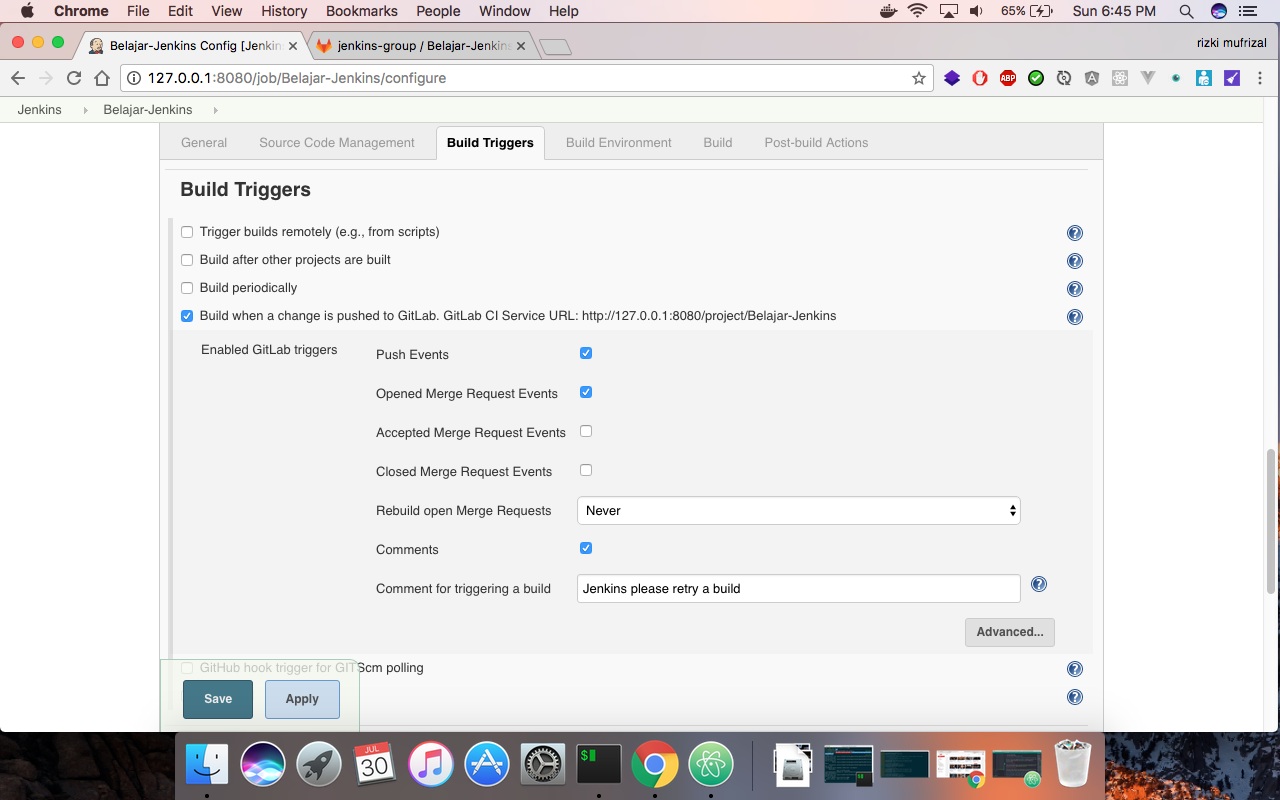 Chrome File Edit View History Bookmarks People Window Help 65% Sun 6:45 PM
Belajar-Jenkins Config [Jenkin jenkins-group / Belajar-Jenkins rizki mufrizal
127.0.0.1:8080/job/Belajar-Jenkins/configure ABP
Jenkins Belajar-Jenkins
General Source Code Management Build Triggers Build Environment Build Post-build Actions
Build Triggers
Trigger builds remotely (e.g., from scripts)
Build after other projects are built
Build periodically
Build when a change is pushed to GitLab. GitLab CI Service URL: http://127.0.0.1:8080/project/Belajar-Jenkins
Enabled GitLab triggers Push Events
Opened Merge Request Events
Accepted Merge Request Events
Closed Merge Request Events
Rebuild open Merge Requests Never
Comments
Comment for triggering a build Jenkins please retry a build
Advanced...
GitHub hook trigger for GITScm polling
Save Apply
JUL
30
$